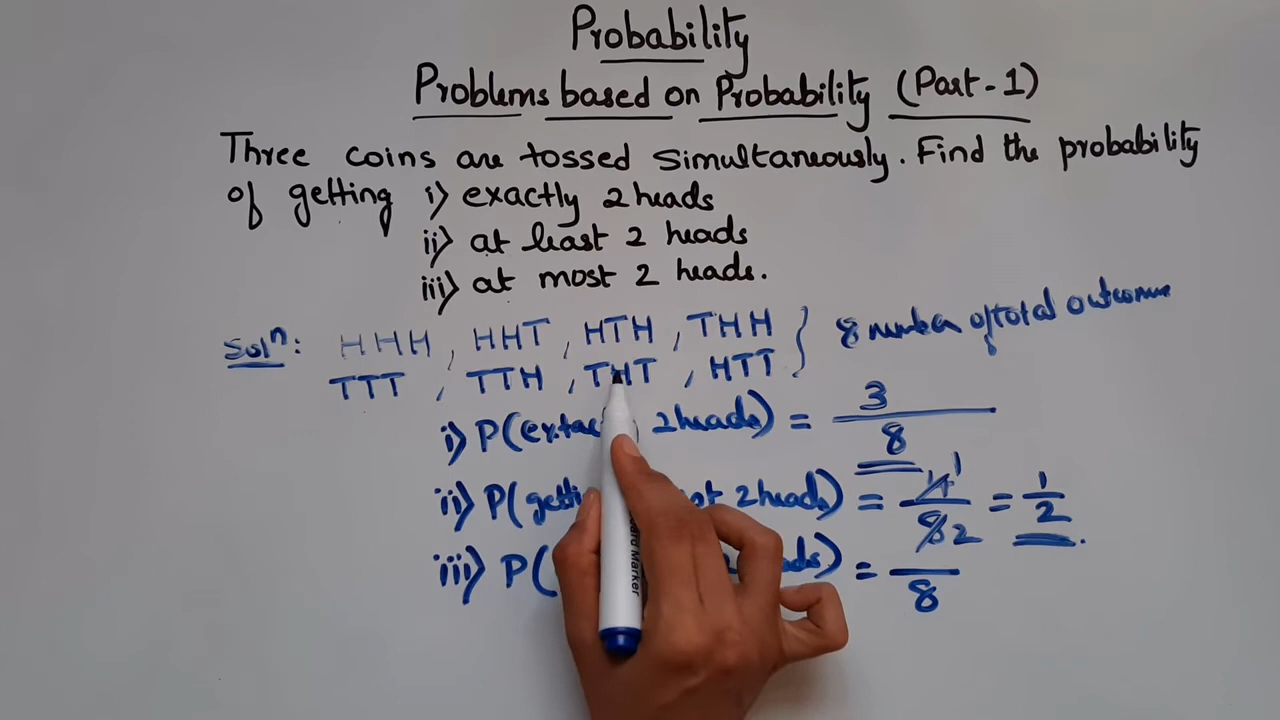 Probability
Problems based on Probability (Part-1)
Three coins are tossed simultaneously. Find the probability
of getting i) exactly 2 heads
ii) at least 2 heads
iii) at most 2 heads.
Solⁿ: HHH, HHT, HTH, THH } 8 number of total outcome
TTT, TTH, THT, HTT
i) P( 2 heads) = 3/8
ii) P( 2 heads) = 4/8 1 2 = 1/2.
iii) P( ) = /8
Marker